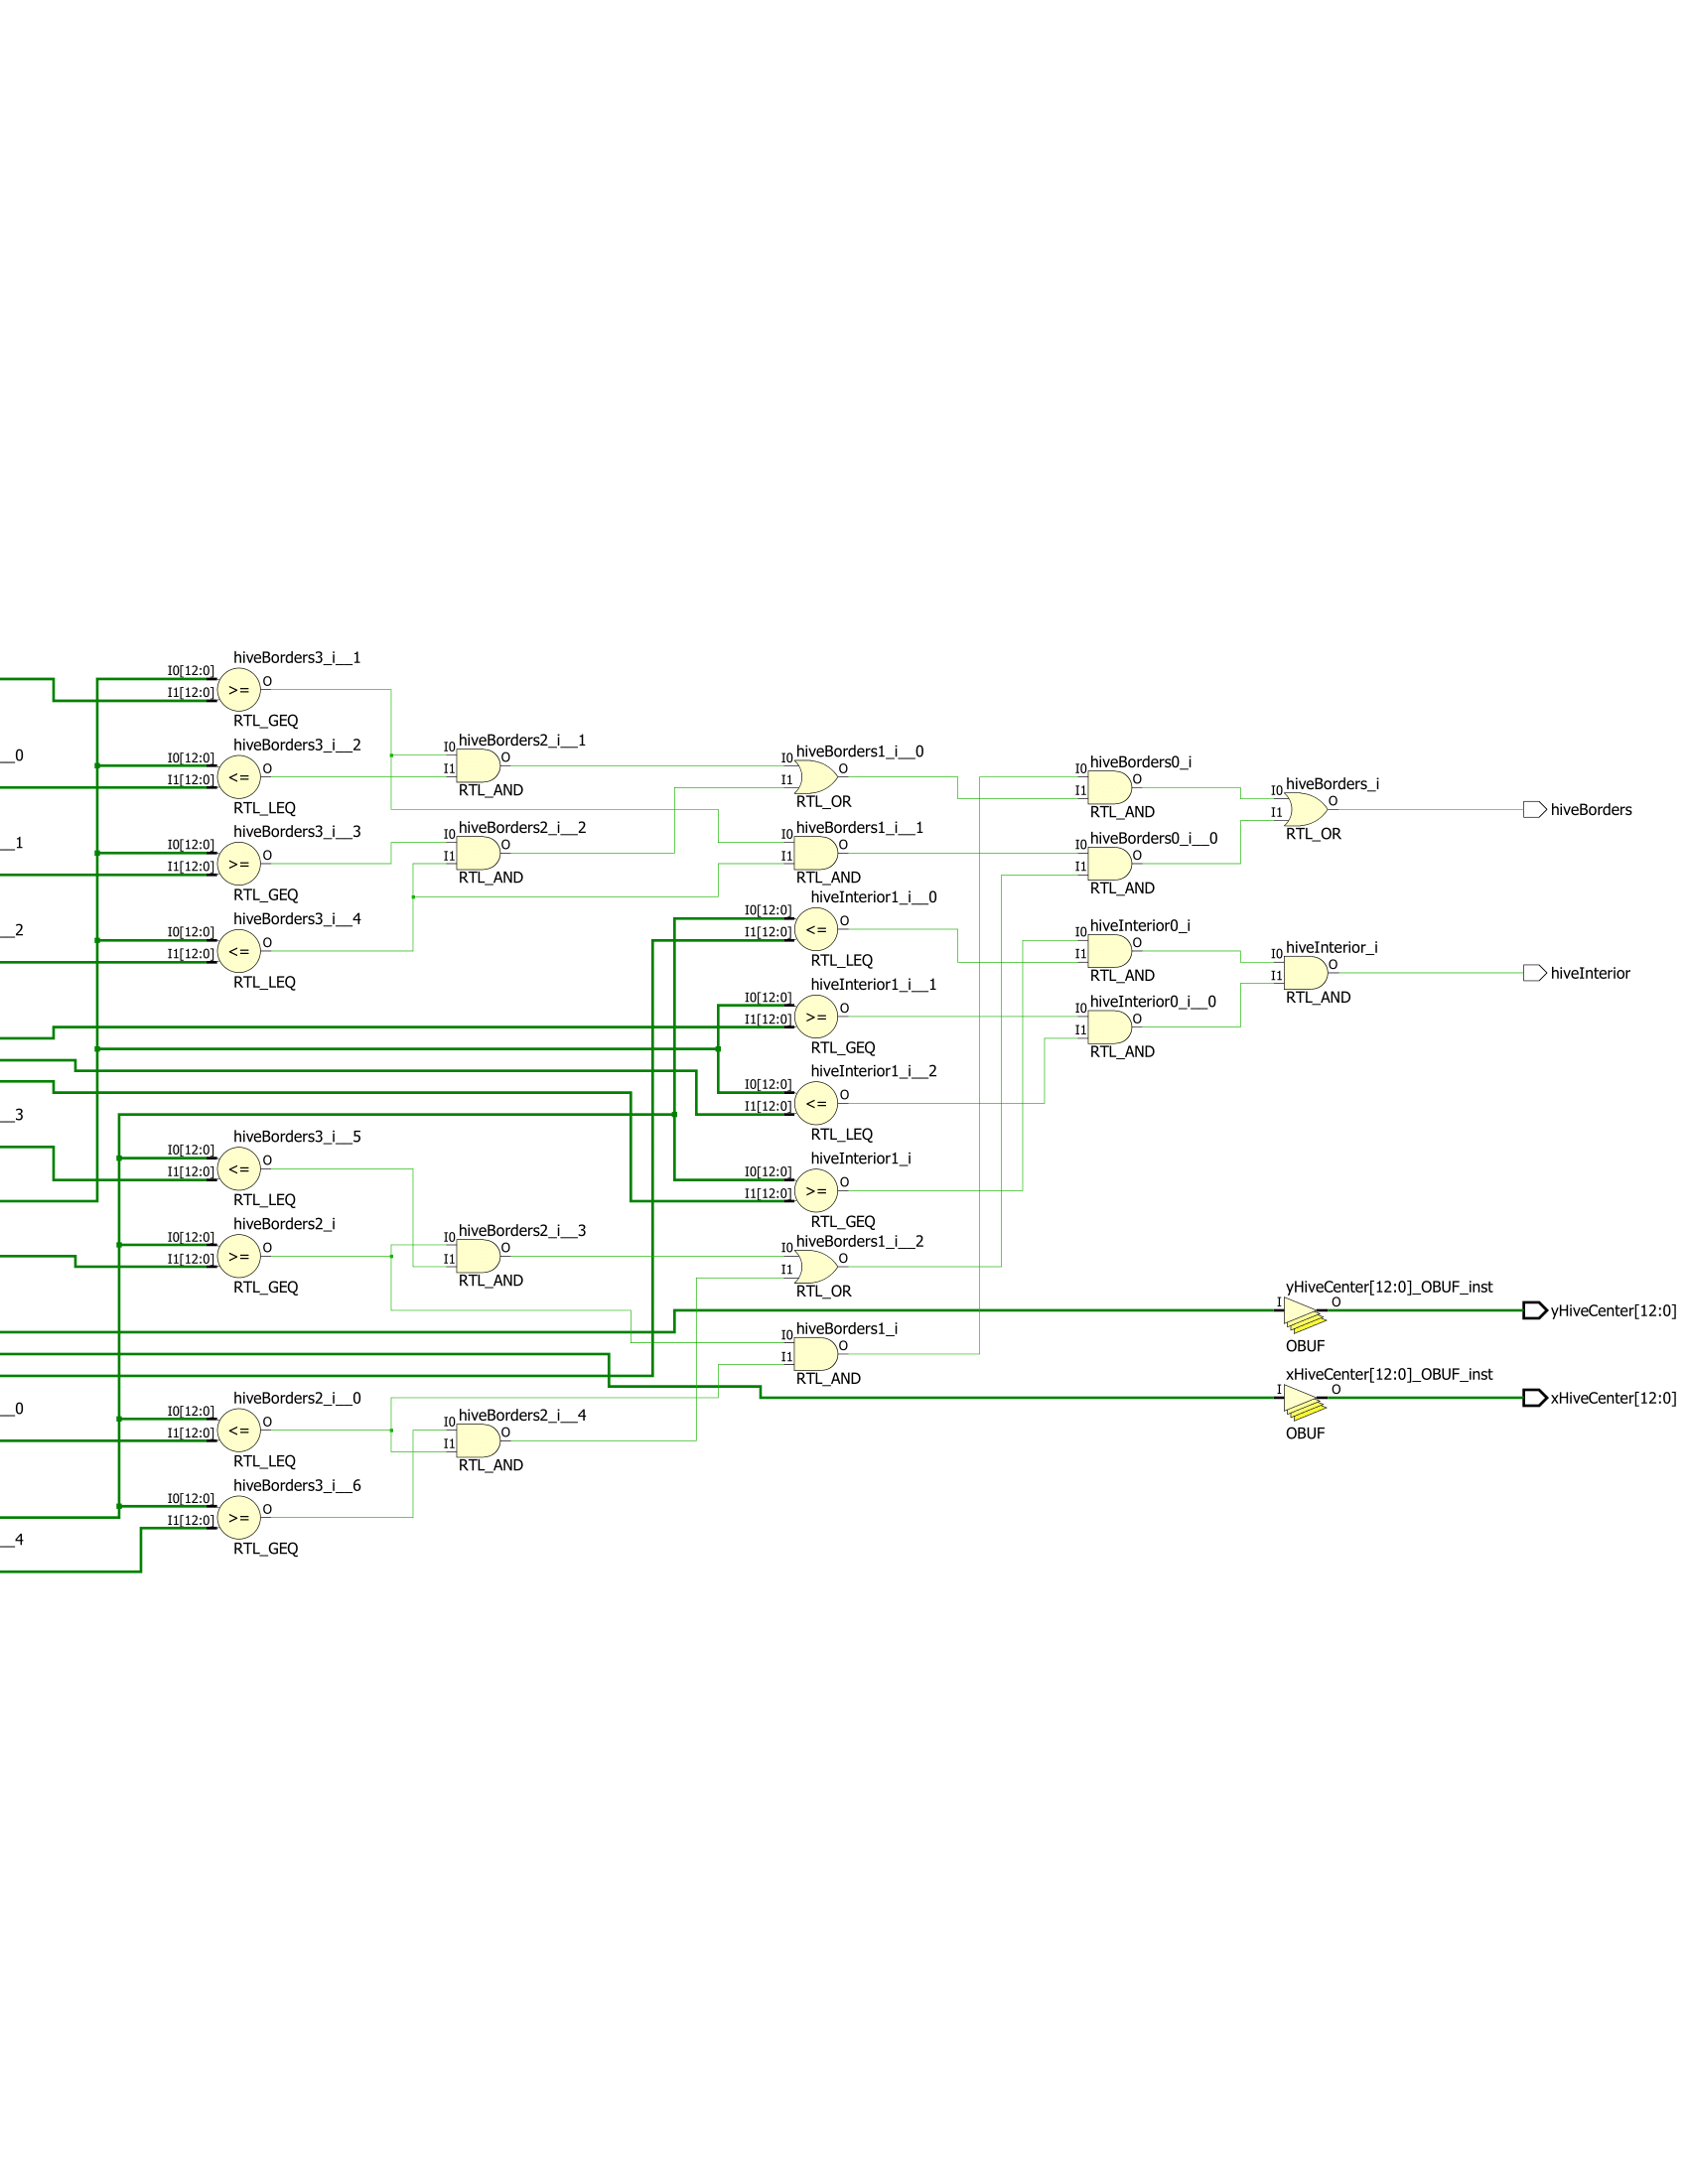 hiveBorders3_i__1
I0[12:0]
I1[12:0]
>=
O
RTL_GEQ
__0
hiveBorders3_i__2
I0[12:0]
I1[12:0]
<=
O
RTL_LEQ
__1
hiveBorders3_i__3
I0[12:0]
I1[12:0]
>=
O
RTL_GEQ
__2
hiveBorders3_i__4
I0[12:0]
I1[12:0]
<=
O
RTL_LEQ
__3
hiveBorders3_i__5
I0[12:0]
I1[12:0]
<=
O
RTL_LEQ
hiveBorders2_i
I0[12:0]
I1[12:0]
>=
O
RTL_GEQ
__0
hiveBorders2_i__0
I0[12:0]
I1[12:0]
<=
O
RTL_LEQ
hiveBorders3_i__6
I0[12:0]
I1[12:0]
>=
O
RTL_GEQ
__4
hiveBorders2_i__1
I0
I1
O
RTL_AND
hiveBorders2_i__2
I0
I1
O
RTL_AND
hiveBorders2_i__3
I0
I1
O
RTL_AND
hiveBorders2_i__4
I0
I1
O
RTL_AND
hiveBorders1_i__0
I0
I1
O
RTL_OR
hiveBorders1_i__1
I0
I1
O
RTL_AND
hiveInterior1_i__0
I0[12:0]
I1[12:0]
<=
O
RTL_LEQ
hiveInterior1_i__1
I0[12:0]
I1[12:0]
>=
O
RTL_GEQ
hiveInterior1_i__2
I0[12:0]
I1[12:0]
<=
O
RTL_LEQ
hiveInterior1_i
I0[12:0]
I1[12:0]
>=
O
RTL_GEQ
hiveBorders1_i__2
I0
I1
O
RTL_OR
hiveBorders1_i
I0
I1
O
RTL_AND
hiveBorders0_i
I0
I1
O
RTL_AND
hiveBorders0_i__0
I0
I1
O
RTL_AND
hiveInterior0_i
I0
I1
O
RTL_AND
hiveInterior0_i__0
I0
I1
O
RTL_AND
hiveBorders_i
I0
I1
O
RTL_OR
hiveBorders
hiveInterior_i
I0
I1
O
RTL_AND
hiveInterior
yHiveCenter[12:0]_OBUF_inst
I
O
OBUF
yHiveCenter[12:0]
xHiveCenter[12:0]_OBUF_inst
I
O
OBUF
xHiveCenter[12:0]